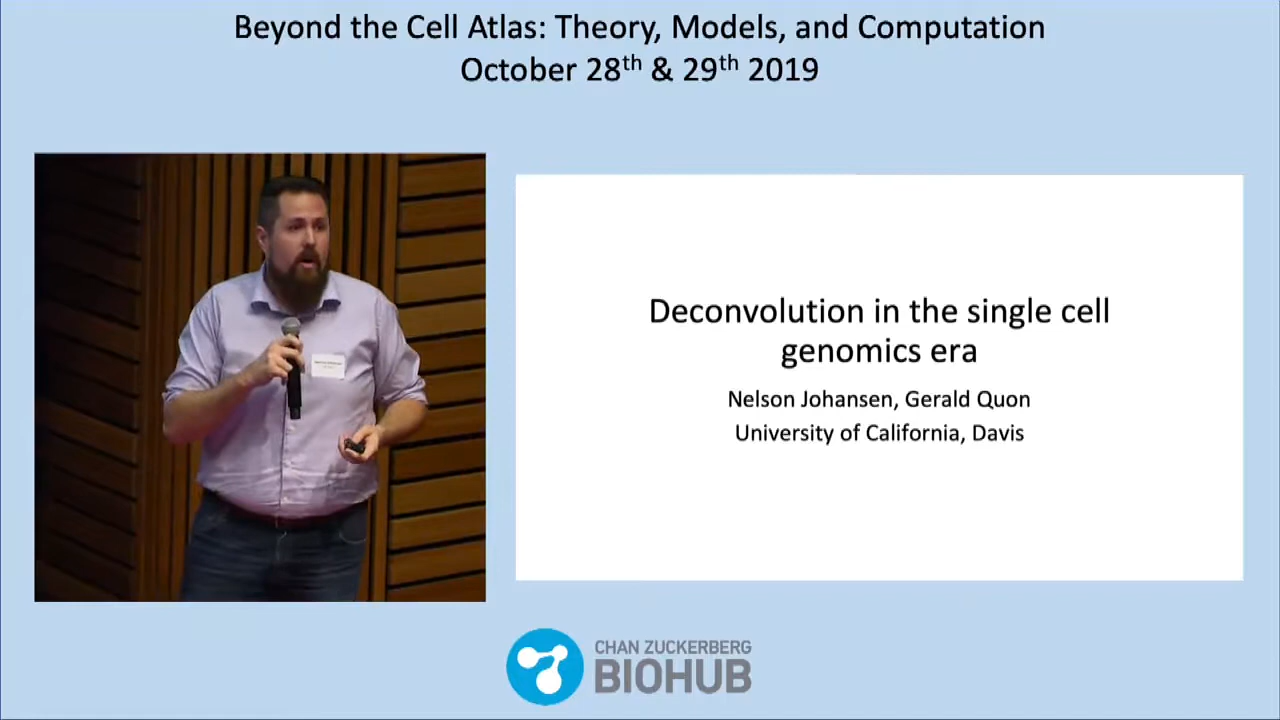 Beyond the Cell Atlas: Theory, Models, and Computation
October 28th & 29th 2019
Deconvolution in the single cell
genomics era
Nelson Johansen, Gerald Quon
University of California, Davis
CHAN ZUCKERBERG
BIOHUB